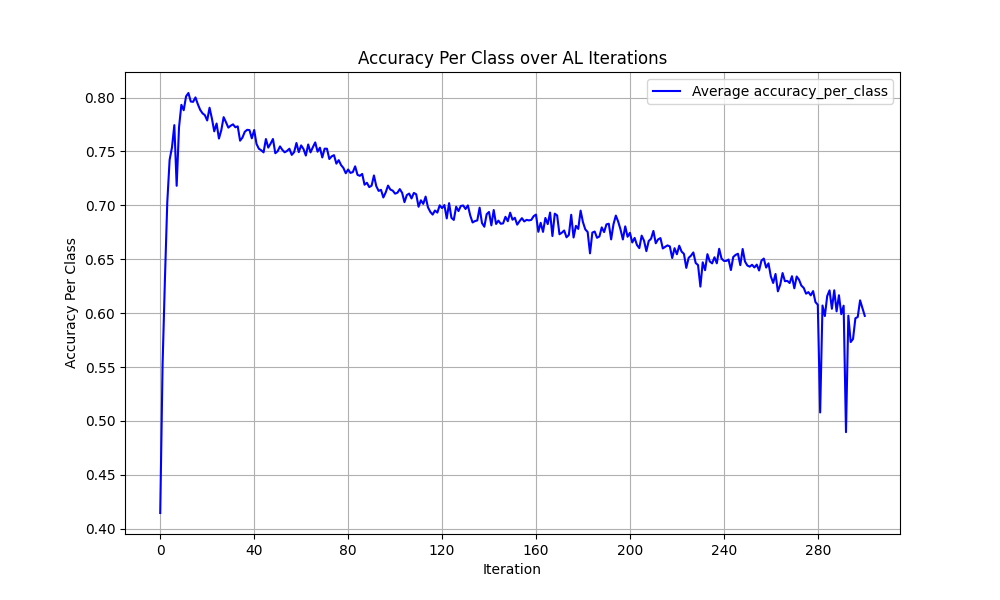 Accuracy Per Class over AL Iterations
Average accuracy_per_class
Accuracy Per Class
0.80
0.75
0.70
0.65
0.60
0.55
0.50
0.45
0.40
0 40 80 120 160 200 240 280
Iteration